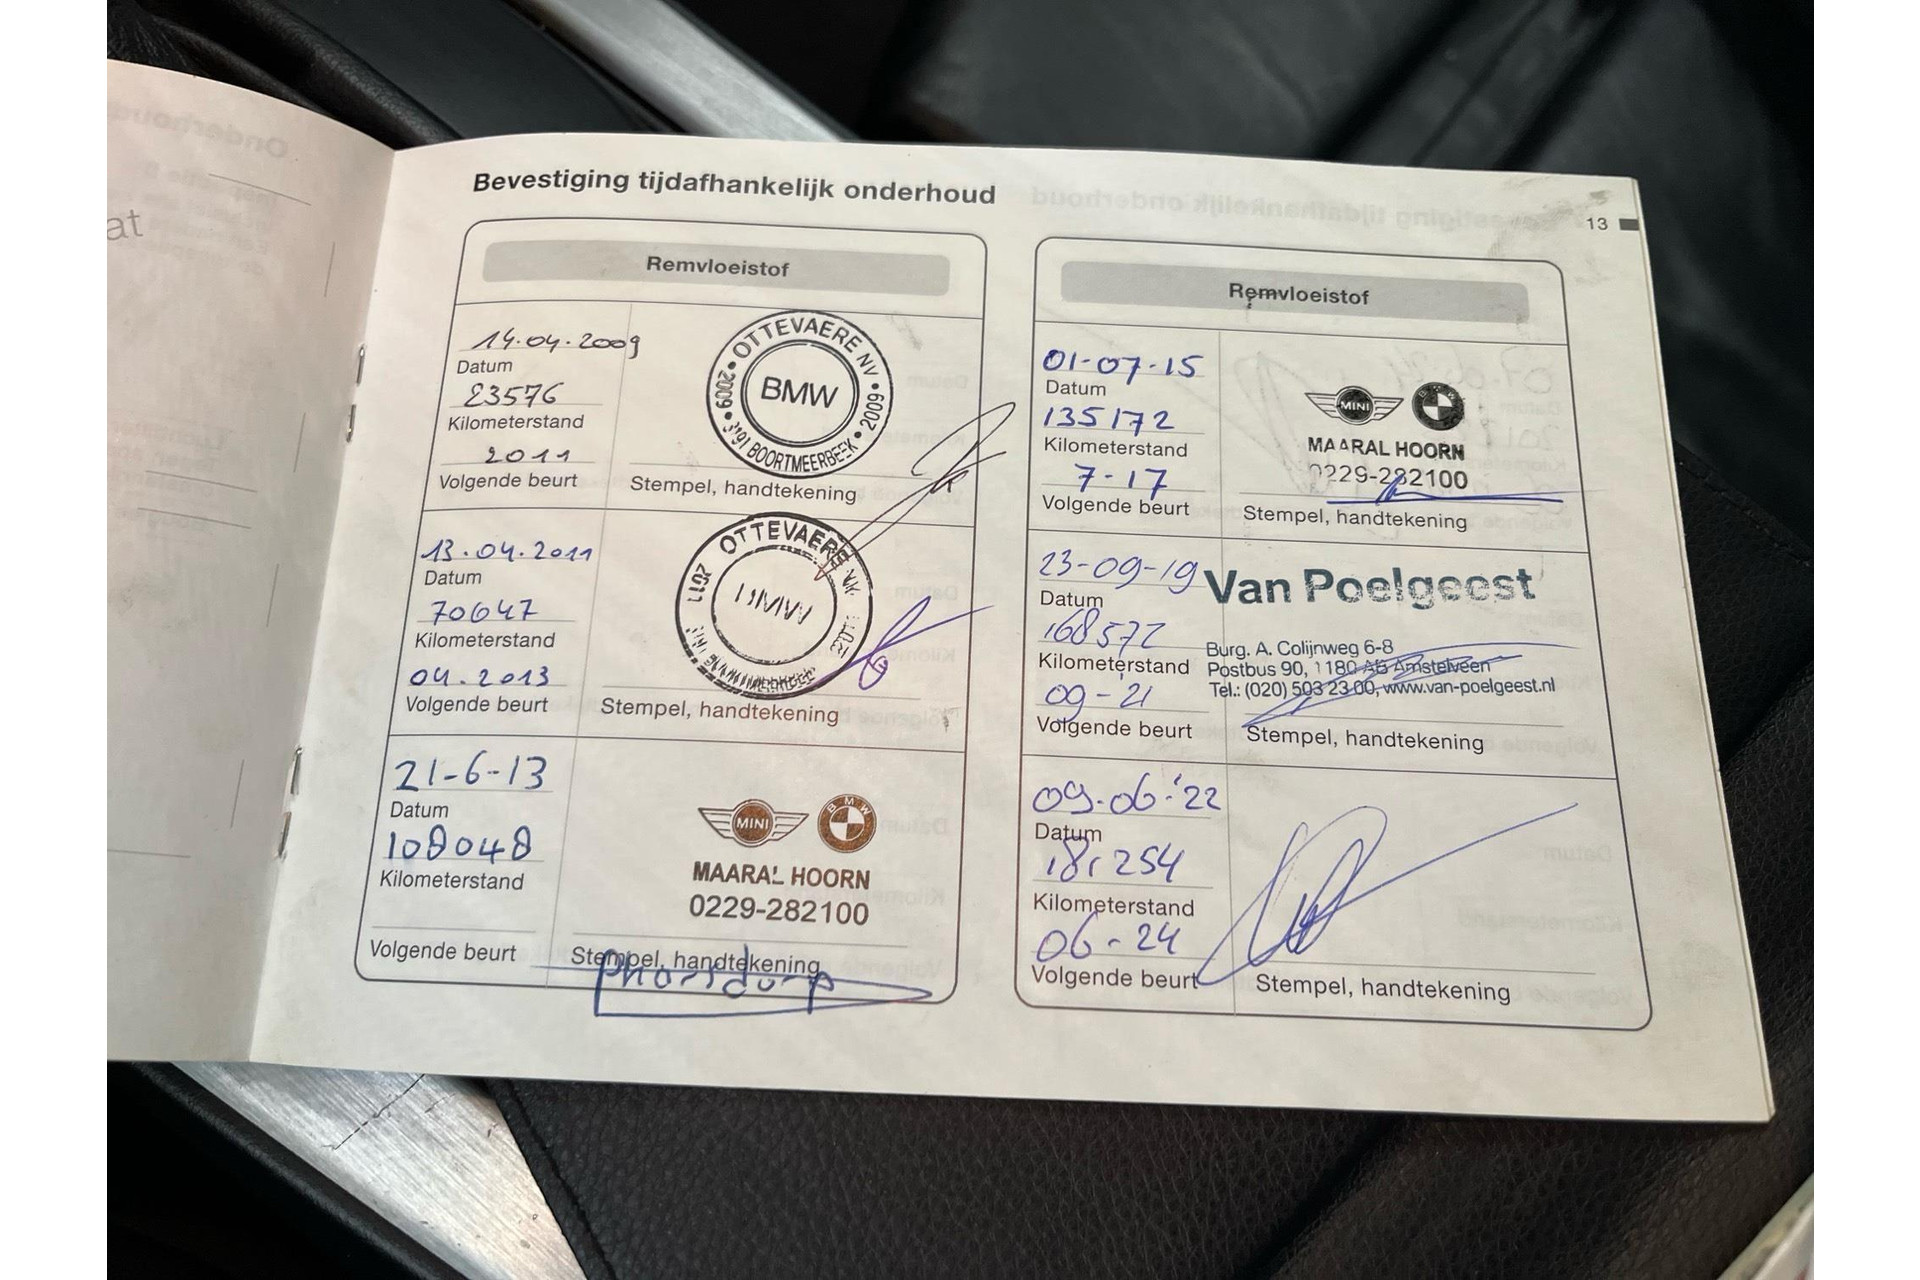 at
Bevestiging tijdafhankelijk onderhoud
13
Remvloeistof
14.04.2009
Datum
23576
Kilometerstand
2011
Volgende beurt
OTTEVAERE NV
• 2009 • 3191 BOORTMEERBEEK • 2009 •
BMW
Stempel, handtekening
13.04.2011
Datum
70647
Kilometerstand
04.2013
Volgende beurt
OTTEVAERE
2011
BMW
Stempel, handtekening
21-6-13
Datum
108048
Kilometerstand
Volgende beurt
MINI
BMW
MAARAL HOORN
0229-282100
Stempel, handtekening
Remvloeistof
01-07-15
Datum
135172
Kilometerstand
7-17
Volgende beurt
MINI
MAARAL HOORN
0229-282100
Stempel, handtekening
23-09-19
Datum
168572
Kilometerstand
09-21
Volgende beurt
Van Poelgeest
Burg. A. Colijnweg 6-8
Postbus 90, 1180 AB Amstelveen
Tel.: (020) 503 23 00, www.van-poelgeest.nl
Stempel, handtekening
09-06-'22
Datum
181254
Kilometerstand
06-24
Volgende beurt
Stempel, handtekening